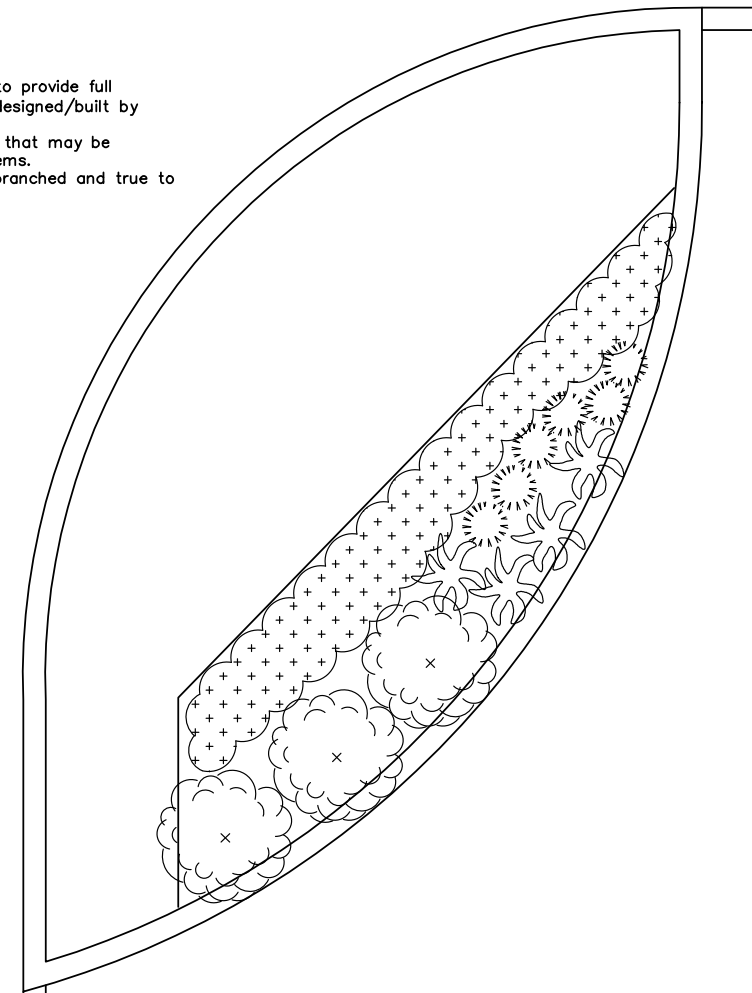 to provide full
designed/built by
that may be
ems.
branched and true to